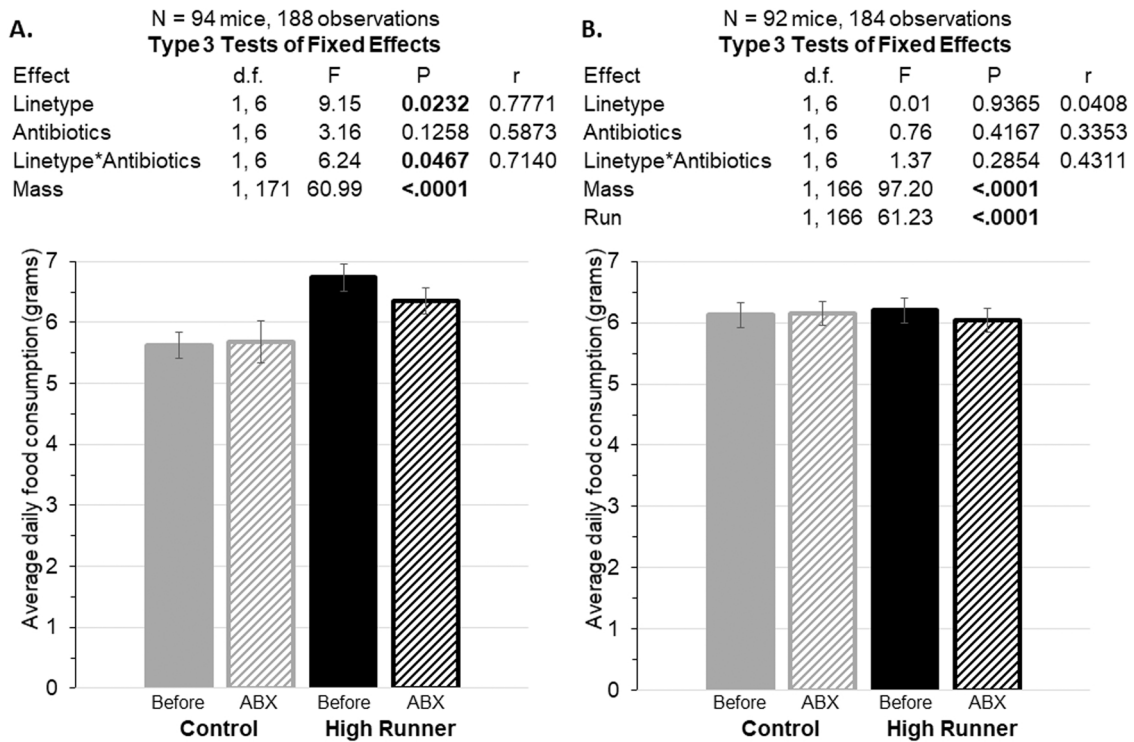 A.
N = 94 mice, 188 observations
Type 3 Tests of Fixed Effects
Effect d.f. F P r
Linetype 1, 6 9.15 0.0232 0.7771
Antibiotics 1, 6 3.16 0.1258 0.5873
Linetype*Antibiotics 1, 6 6.24 0.0467 0.7140
Mass 1, 171 60.99 <.0001
Average daily food consumption (grams)
7
6
5
4
3
2
1
0
Before ABX Before ABX
Control High Runner
B.
N = 92 mice, 184 observations
Type 3 Tests of Fixed Effects
Effect d.f. F P r
Linetype 1, 6 0.01 0.9365 0.0408
Antibiotics 1, 6 0.76 0.4167 0.3353
Linetype*Antibiotics 1, 6 1.37 0.2854 0.4311
Mass 1, 166 97.20 <.0001
Run 1, 166 61.23 <.0001
Average daily food consumption (grams)
7
6
5
4
3
2
1
0
Before ABX Before ABX
Control High Runner